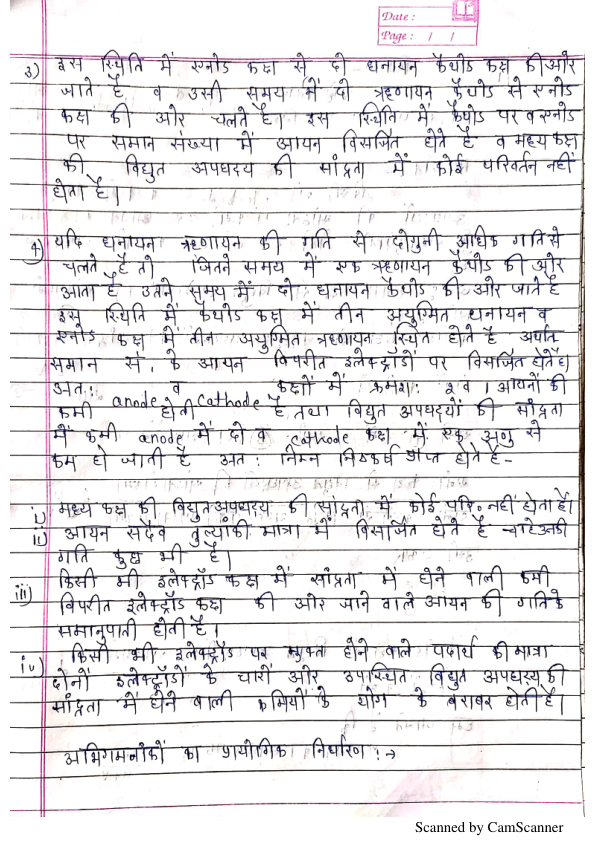 Date :
Page : / /
3) इस स्थिति में एनोड कक्ष से दो धनायन कैथोड कक्ष की ओर
जाते है व उसी समय में दो ऋणायन कैथोड से एनोड
कक्ष की ओर चलते है। इस स्थिति में कैथोड पर व एनोड
पर समान संख्या में आयन विसर्जित होते है व मध्य कक्ष
की विद्युत अपघट्य की सांद्रता में कोई परिवर्तन नहीं
होता है।
4) यदि धनायन ऋणायन की गति से दोगुनी अधिक गति से
चलते है तो जितने समय में एक ऋणायन कैथोड की ओर
आता है उतने समय में दो धनायन कैथोड की ओर जाते है
इस स्थिति में कैथोड कक्ष में तीन अयुग्मित धनायन व
एनोड कक्ष में तीन अयुग्मित ऋणायन स्थित होते है अर्थात
समान सं. के आयन विपरीत इलेक्ट्रॉडों पर विसर्जित होते है।
अत: anode व cathode कक्षों में क्रमश: 2 व 1 आयनों की
कमी होती है तथा विद्युत अपघट्यों की सांद्रता
में कमी anode में दो व cathode कक्ष में एक अणु से
कम हो जाती है अत: निम्न निष्कर्ष प्राप्त होते है-
i) मध्य कक्ष की विद्युत अपघट्य की सांद्रता में कोई परि. नहीं होता है।
ii) आयन सदैव तुल्यांकी मात्रा में विसर्जित होते है चाहे उनकी
गति कुछ भी है।
iii) किसी भी इलेक्ट्रॉड कक्ष में सांद्रता में होने वाली कमी
विपरीत इलेक्ट्रॉड कक्ष की ओर जाने वाले आयन की गति के
समानुपाती होती है।
iv) किसी भी इलेक्ट्रॉड पर मुक्त होने वाले पदार्थ की मात्रा
दोनों इलेक्ट्रॉडों के चारों ओर उपस्थित विद्युत अपघट्य की
सांद्रता में होने वाली कमियों के योग के बराबर होती है।
अभिगमनांकों का प्रायोगिक निर्धारण :→
Scanned by CamScanner